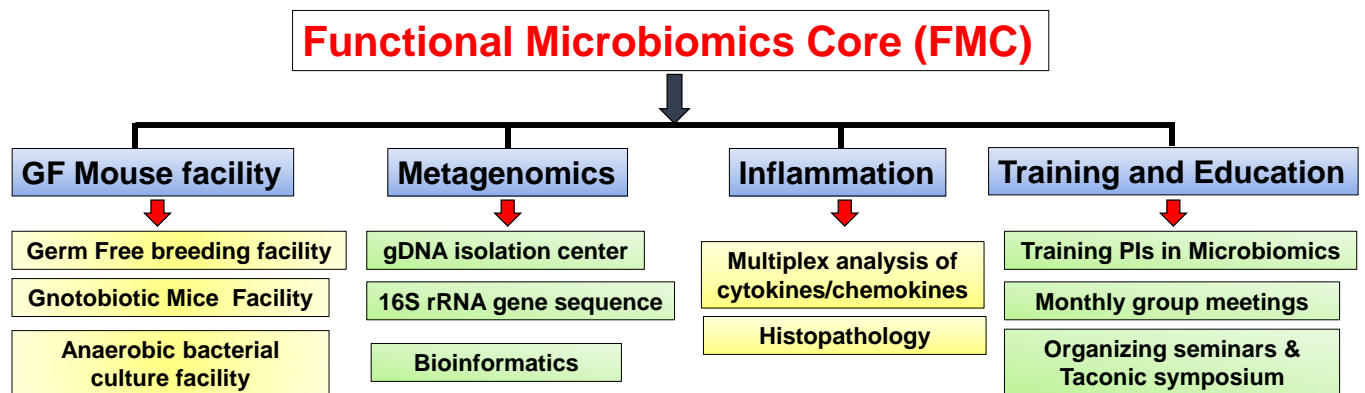 Functional Microbiomics Core (FMC)
GF Mouse facility
Germ Free breeding facility
Gnotobiotic Mice Facility
Anaerobic bacterial
culture facility
Metagenomics
gDNA isolation center
16S rRNA gene sequence
Bioinformatics
Inflammation
Multiplex analysis of
cytokines/chemokines
Histopathology
Training and Education
Training PIs in Microbiomics
Monthly group meetings
Organizing seminars &
Taconic symposium